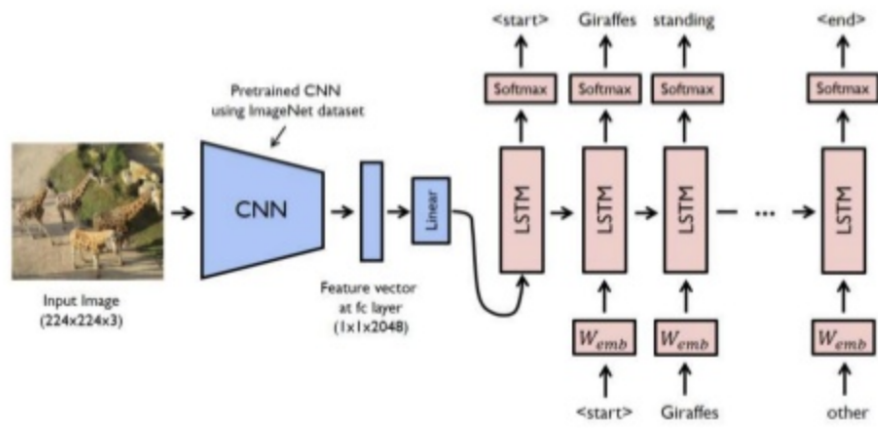 <start> Giraffes standing <end>
Softmax Softmax Softmax Softmax
Pretrained CNN
using ImageNet dataset
CNN
Linear
LSTM LSTM LSTM ... LSTM
Input Image
(224x224x3)
Feature vector
at fc layer
(1x1x2048)
W_emb W_emb W_emb
<start> Giraffes other